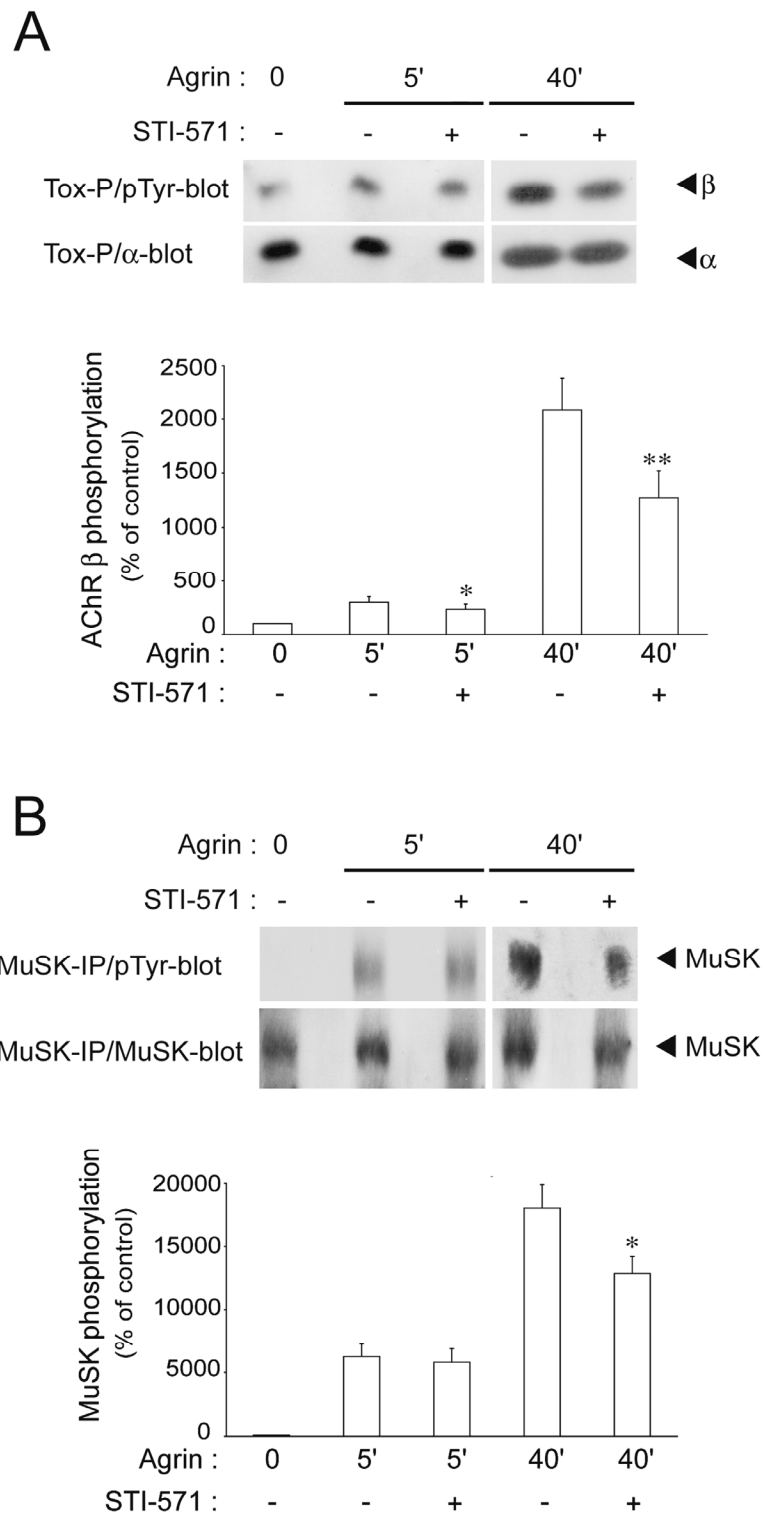 A
Agrin : 0 5' 40'
STI-571 : - - + - +
Tox-P/pTyr-blot ◄β
Tox-P/α-blot ◄α
AChR β phosphorylation
(% of control)
2500
2000
1500
1000
500
0
* **
Agrin : 0 5' 5' 40' 40'
STI-571 : - - + - +
B
Agrin : 0 5' 40'
STI-571 : - - + - +
MuSK-IP/pTyr-blot ◄ MuSK
MuSK-IP/MuSK-blot ◄ MuSK
MuSK phosphorylation
(% of control)
20000
15000
10000
5000
0
*
Agrin : 0 5' 5' 40' 40'
STI-571 : - - + - +